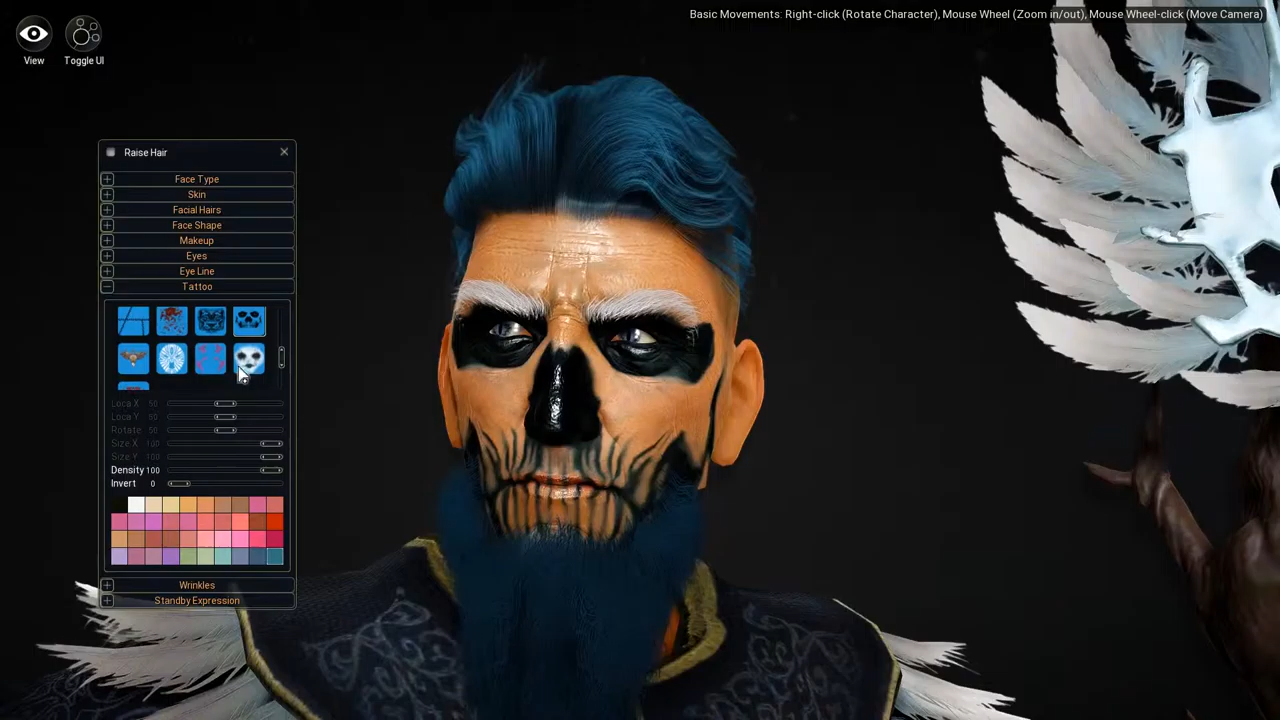 Basic Movements: Right-click (Rotate Character), Mouse Wheel (Zoom in/out), Mouse Wheel-click (Move Camera)
View
Toggle UI
Raise Hair
Face Type
Skin
Facial Hairs
Face Shape
Makeup
Eyes
Eye Line
Tattoo
Loca X 50
Loca Y 50
Rotate 50
Size X 100
Size Y 100
Density 100
Invert 0
Wrinkles
Standby Expression